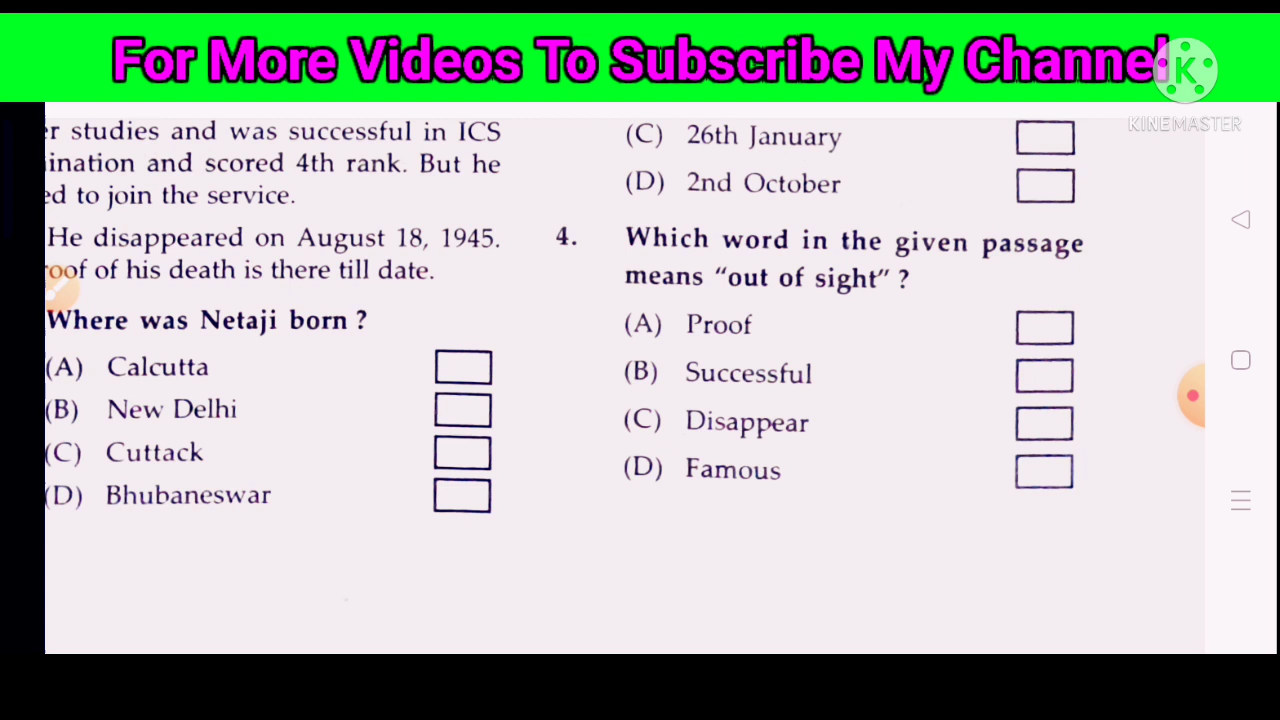 For More Videos To Subscribe My Channel
K
KINEMASTER
er studies and was successful in ICS
ination and scored 4th rank. But he
ed to join the service.
He disappeared on August 18, 1945.
roof of his death is there till date.
Where was Netaji born ?
(A) Calcutta
(B) New Delhi
(C) Cuttack
(D) Bhubaneswar
(C) 26th January
(D) 2nd October
4. Which word in the given passage
means “out of sight” ?
(A) Proof
(B) Successful
(C) Disappear
(D) Famous